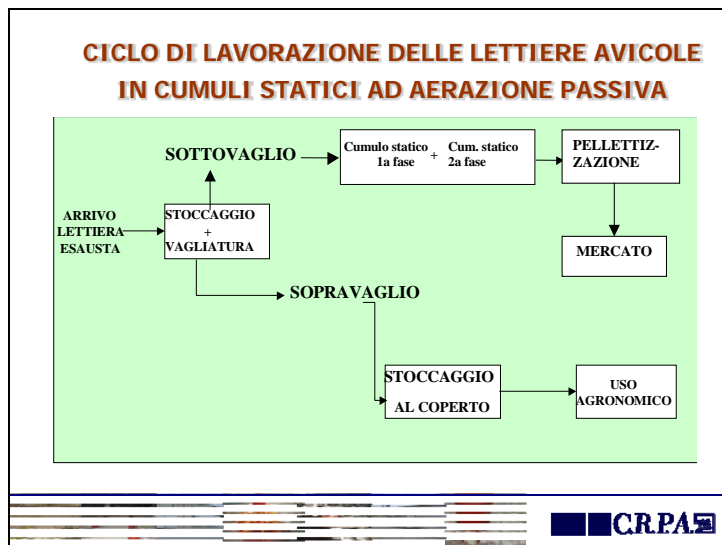 CICLO DI LAVORAZIONE DELLE LETTIERE AVICOLE
IN CUMULI STATICI AD AERAZIONE PASSIVA
SOTTOVAGLIO
Cumulo statico 1a fase
+
Cum. statico 2a fase
PELLETTIZ-
ZAZIONE
ARRIVO
LETTIERA
ESAUSTA
STOCCAGGIO
+
VAGLIATURA
MERCATO
SOPRAVAGLIO
STOCCAGGIO
AL COPERTO
USO
AGRONOMICO
C.R.P.A.